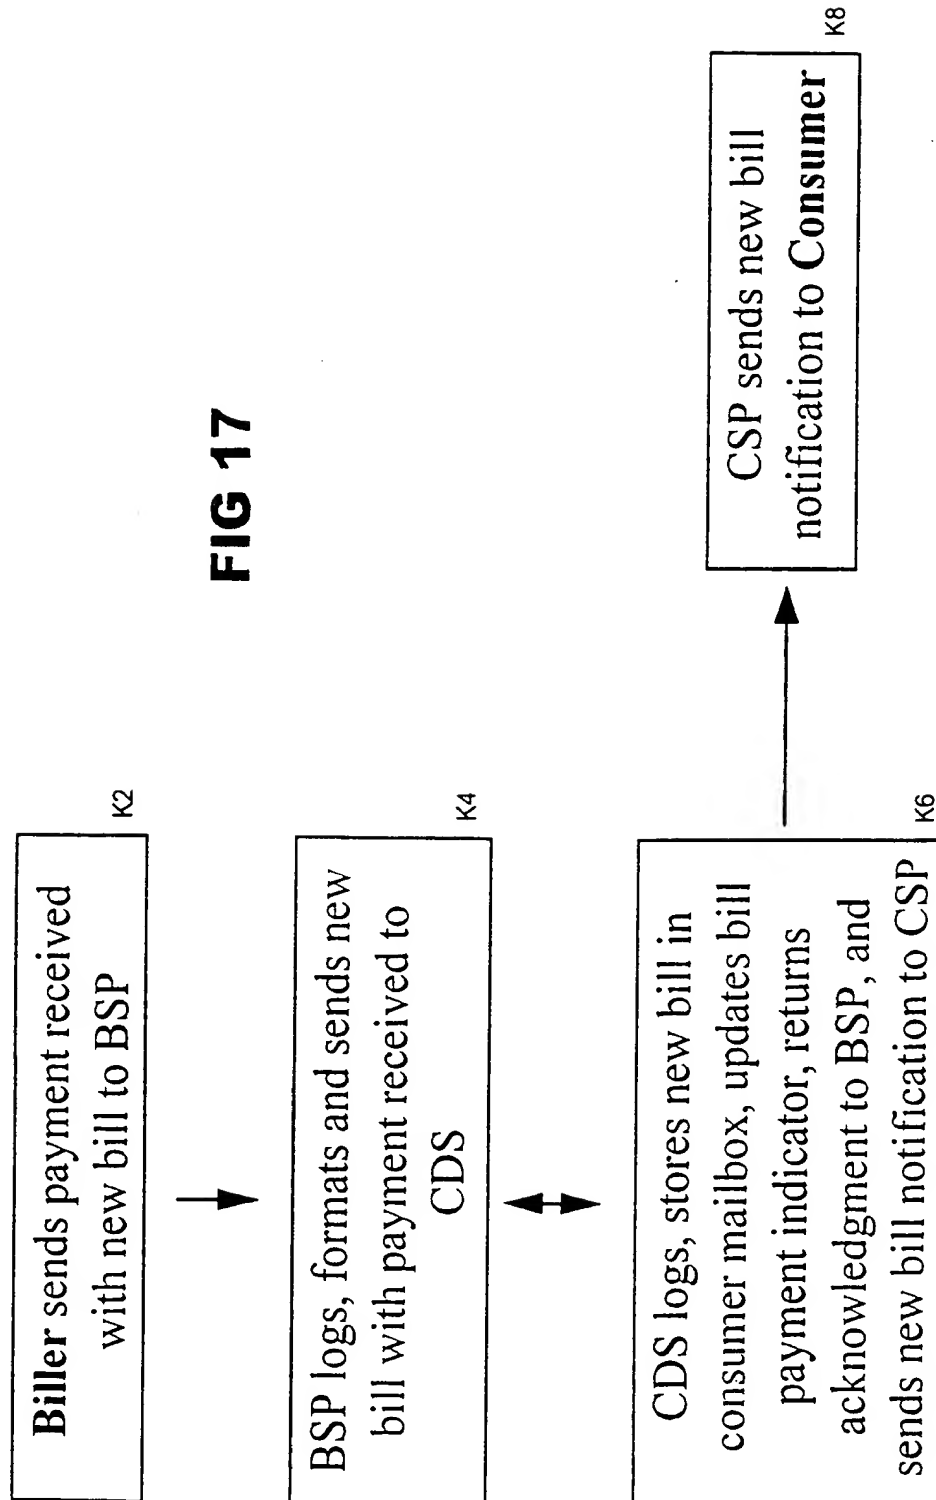 FIG 17
Biller sends payment received
with new bill to BSP
K2
BSP logs, formats and sends new
bill with payment received to
CDS
K4
CDS logs, stores new bill in
consumer mailbox, updates bill
payment indicator, returns
acknowledgment to BSP, and
sends new bill notification to CSP
K6
CSP sends new bill
notification to Consumer
K8